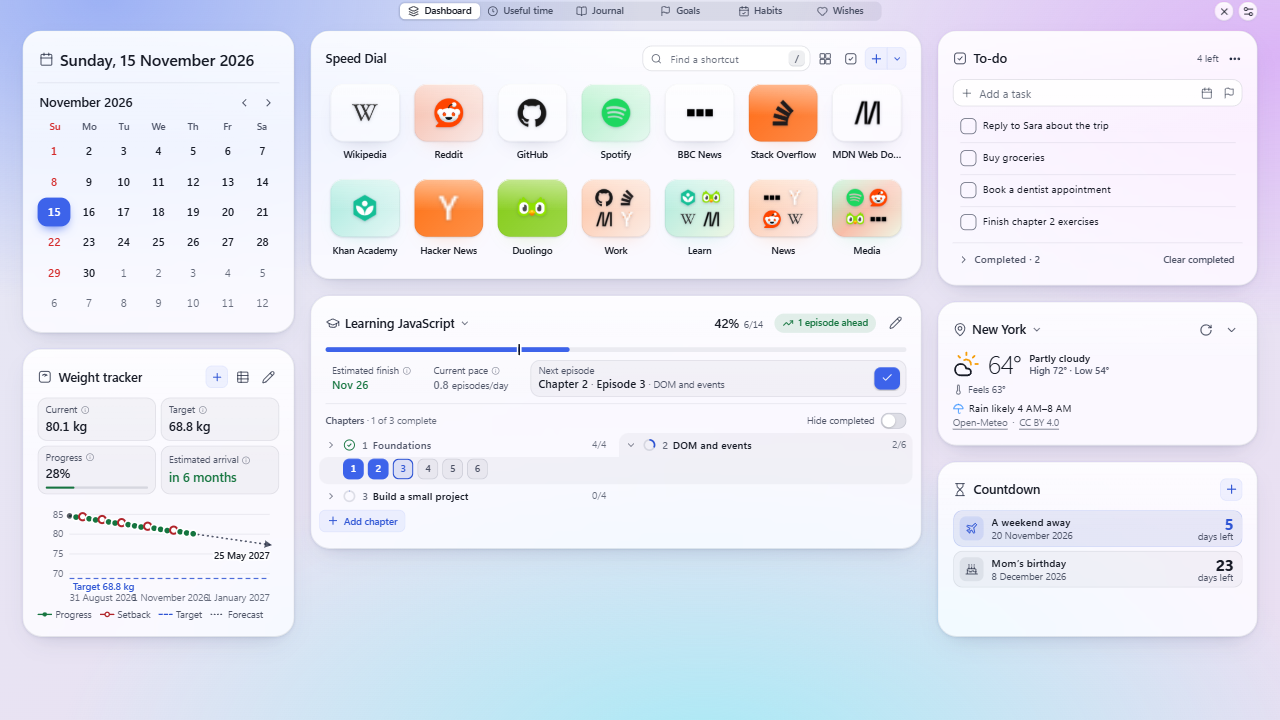 Dashboard
Useful time
Journal
Goals
Habits
Wishes
Sunday, 15 November 2026
November 2026
Su Mo Tu We Th Fr Sa
1 2 3 4 5 6 7
8 9 10 11 12 13 14
15 16 17 18 19 20 21
22 23 24 25 26 27 28
29 30 1 2 3 4 5
6 7 8 9 10 11 12
Weight tracker
Current
80.1 kg
Target
68.8 kg
Progress
28%
Estimated arrival
in 6 months
85
80
75
70
25 May 2027
Target 68.8 kg
31 August 2026
1 November 2026
1 January 2027
Progress
Setback
Target
Forecast
Speed Dial
Find a shortcut
/
Wikipedia
Reddit
GitHub
Spotify
BBC News
Stack Overflow
MDN Web Do...
Khan Academy
Hacker News
Duolingo
Work
Learn
News
Media
Learning JavaScript
42% 6/14
1 episode ahead
Estimated finish
Nov 26
Current pace
0.8 episodes/day
Next episode
Chapter 2 · Episode 3 · DOM and events
Chapters · 1 of 3 complete
Hide completed
1 Foundations 4/4
2 DOM and events 2/6
1 2 3 4 5 6
3 Build a small project 0/4
Add chapter
To-do
4 left
Add a task
Reply to Sara about the trip
Buy groceries
Book a dentist appointment
Finish chapter 2 exercises
Completed · 2
Clear completed
New York
64°
Partly cloudy
High 72° · Low 54°
Feels 63°
Rain likely 4 AM–8 AM
Open-Meteo · CC BY 4.0
Countdown
A weekend away
20 November 2026
5
days left
Mom's birthday
8 December 2026
23
days left